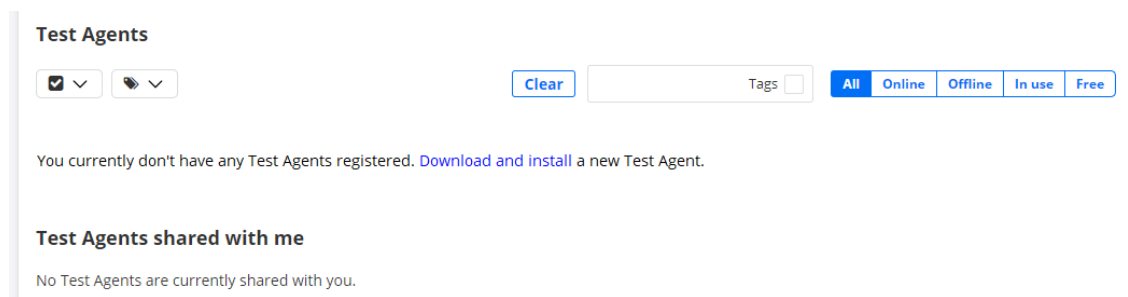 Test Agents
Clear Tags All Online Offline In use Free
You currently don't have any Test Agents registered. Download and install a new Test Agent.
Test Agents shared with me
No Test Agents are currently shared with you.